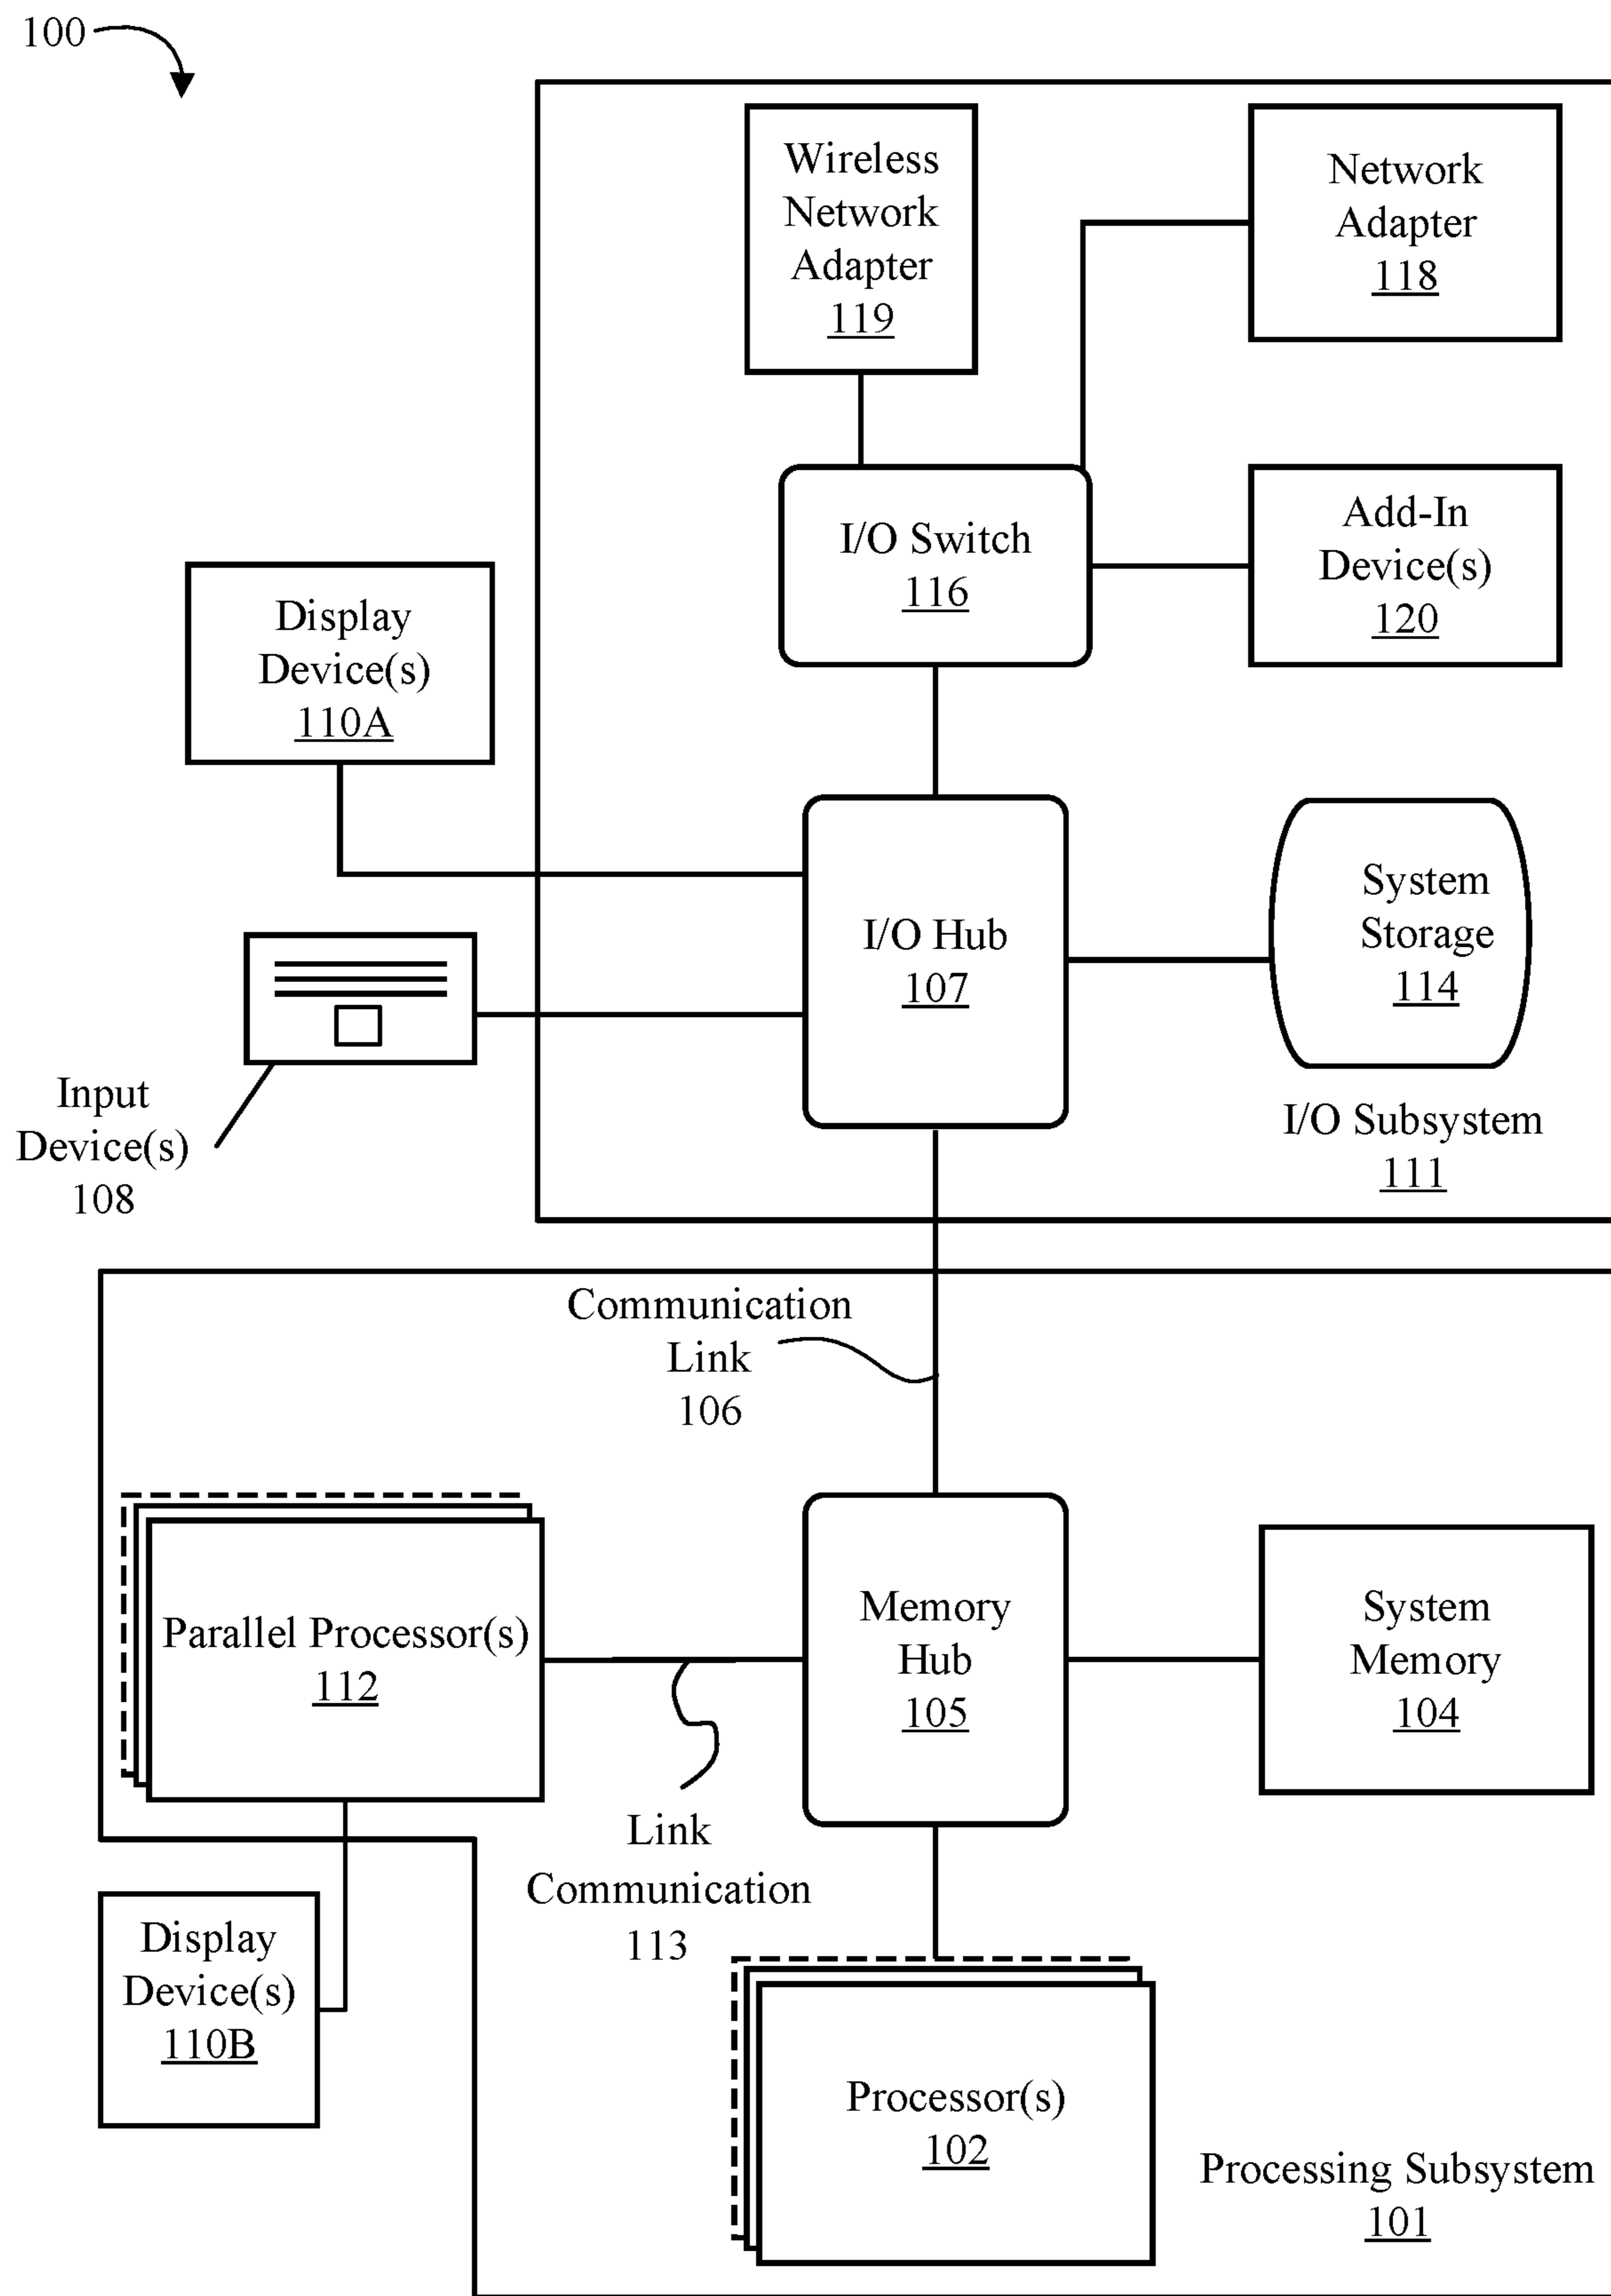 100
Wireless
Network
Adapter
119
Network
Adapter
118
I/O Switch
116
Add-In
Device(s)
120
Display
Device(s)
110A
I/O Hub
107
System
Storage
114
Input
Device(s)
108
I/O Subsystem
111
Communication
Link
106
Parallel Processor(s)
112
Memory
Hub
105
System
Memory
104
Link
Communication
113
Display
Device(s)
110B
Processor(s)
102
Processing Subsystem
101